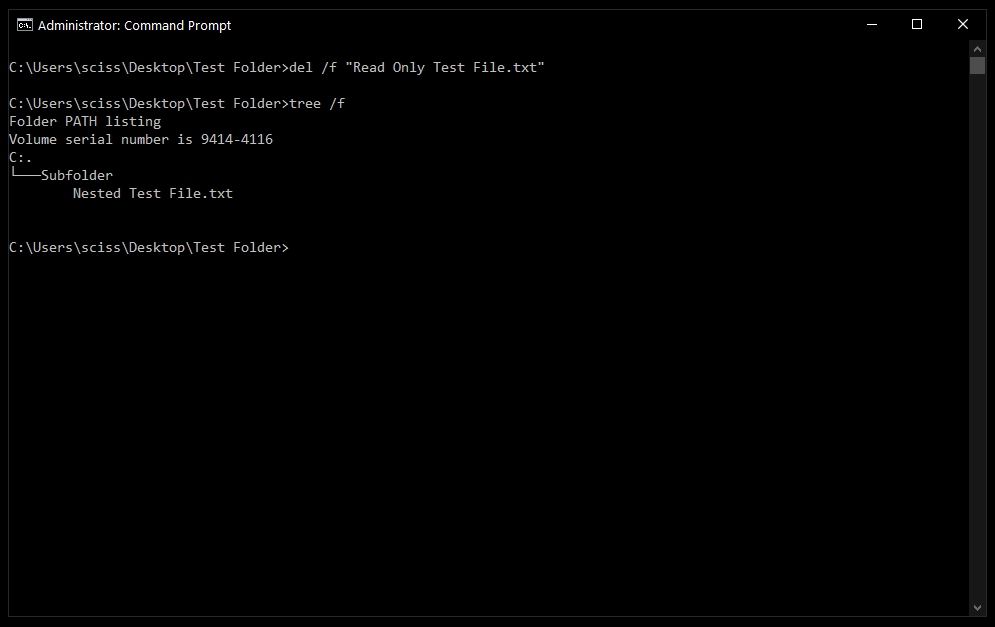 Administrator: Command Prompt
C:\Users\sciss\Desktop\Test Folder>del /f "Read Only Test File.txt"
C:\Users\sciss\Desktop\Test Folder>tree /f
Folder PATH listing
Volume serial number is 9414-4116
C:.
└───Subfolder
        Nested Test File.txt
C:\Users\sciss\Desktop\Test Folder>